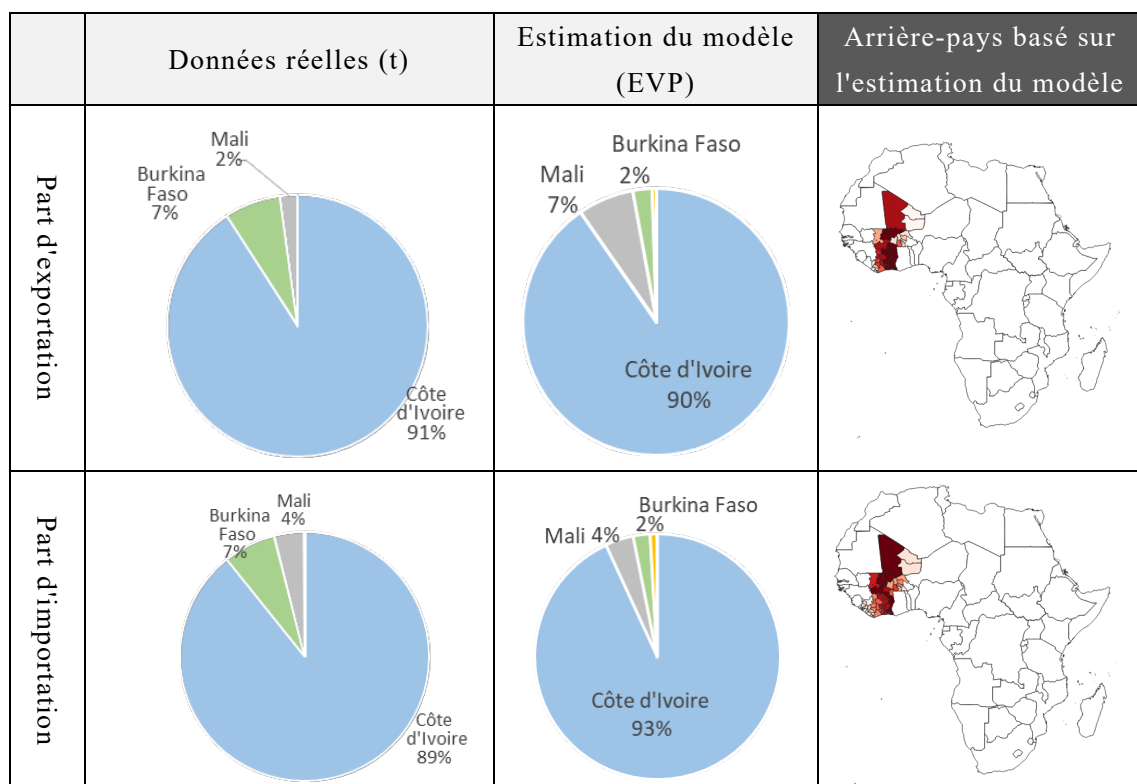 Données réelles (t)
Estimation du modèle
(EVP)
Arrière-pays basé sur
l'estimation du modèle
Part d'exportation
Mali
2%
Burkina
Faso
7%
Côte
d'Ivoire
91%
Burkina Faso
2%
Mali
7%
Côte d'Ivoire
90%
Part d'importation
Mali
4%
Burkina
Faso
7%
Côte
d'Ivoire
89%
Burkina Faso
2%
Mali 4%
Côte d'Ivoire
93%